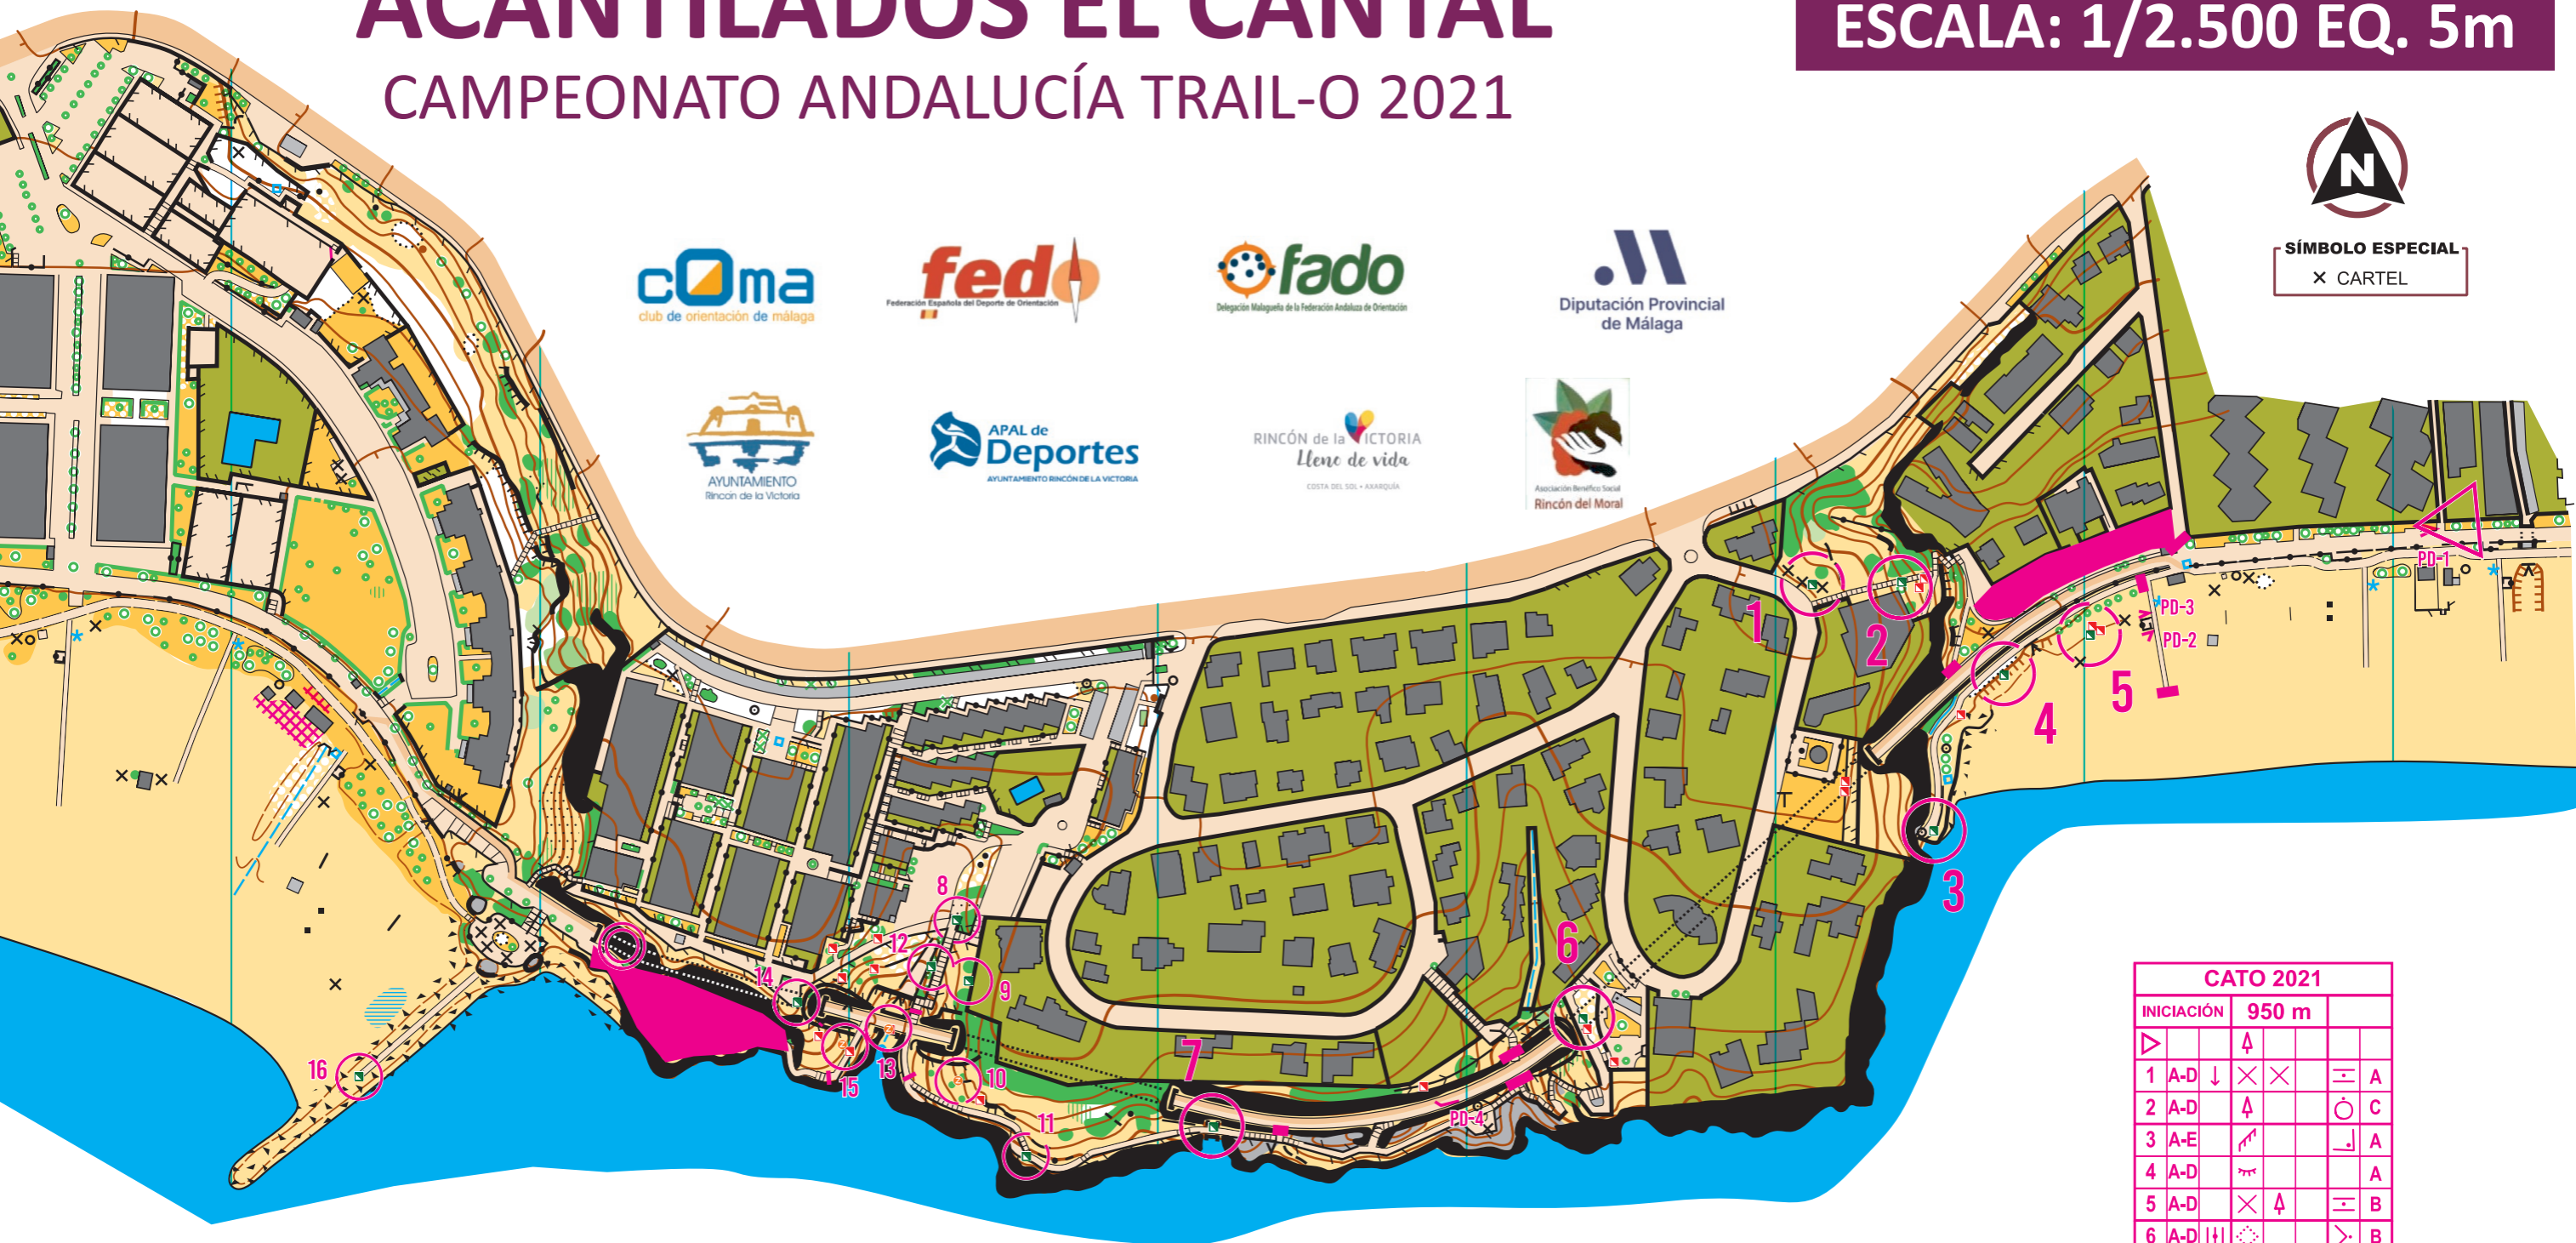 ACANTILADOS EL CANTAL
CAMPEONATO ANDALUCÍA TRAIL-O 2021
ESCALA: 1/2.500 EQ. 5m
N
SÍMBOLO ESPECIAL
× CARTEL
cOma
club de orientación de málaga
fedo
Federación Española del Deporte de Orientación
fado
Delegación Malagueña de la Federación Andaluza de Orientación
Diputación Provincial
de Málaga
AYUNTAMIENTO
Rincón de la Victoria
APAL de
Deportes
AYUNTAMIENTO RINCÓN DE LA VICTORIA
RINCÓN de la VICTORIA
Lleno de vida
COSTA DEL SOL • AXARQUÍA
Asociación Benéfico Social
Rincón del Moral
PD-1
1
2
PD-3
PD-2
5
4
3
6
8
12
9
14
13
10
15
16
7
PD-4
11
CATO 2021
INICIACIÓN 950 m
1 A-D A
2 A-D C
3 A-E A
4 A-D A
5 A-D B
6 A-D B